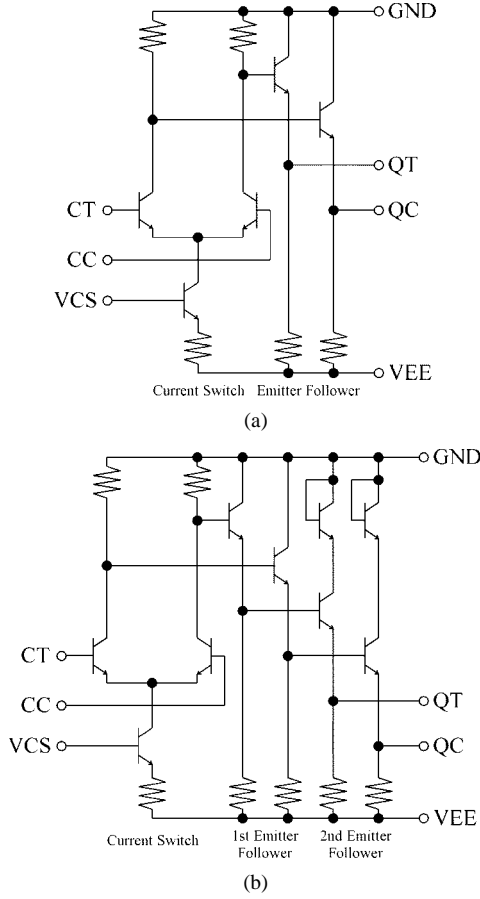 GND
QT
CT
QC
CC
VCS
VEE
Current Switch Emitter Follower
(a)
GND
CT
CC
QT
VCS
QC
VEE
Current Switch
1st Emitter
Follower
2nd Emitter
Follower
(b)